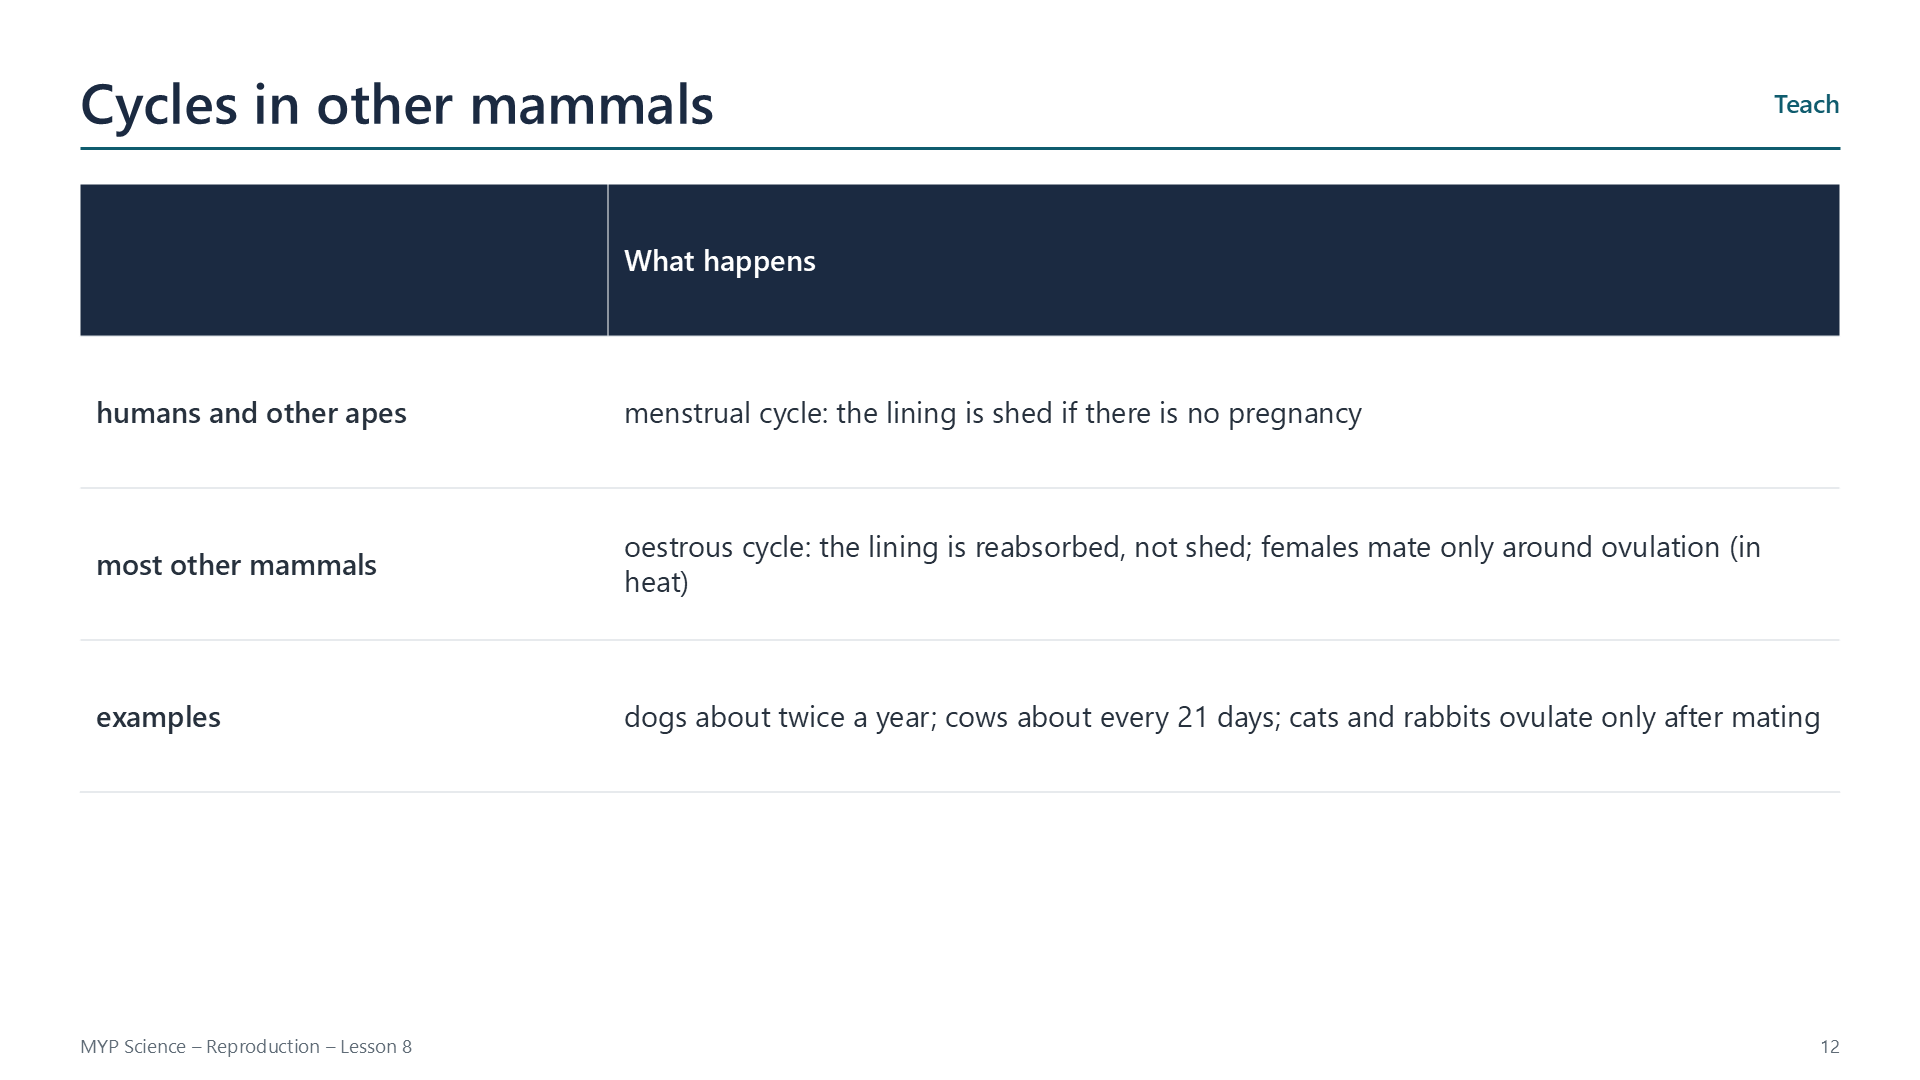 Cycles in other mammals
Teach
What happens
humans and other apes
menstrual cycle: the lining is shed if there is no pregnancy
most other mammals
oestrous cycle: the lining is reabsorbed, not shed; females mate only around ovulation (in
heat)
examples
dogs about twice a year; cows about every 21 days; cats and rabbits ovulate only after mating
MYP Science – Reproduction – Lesson 8
12